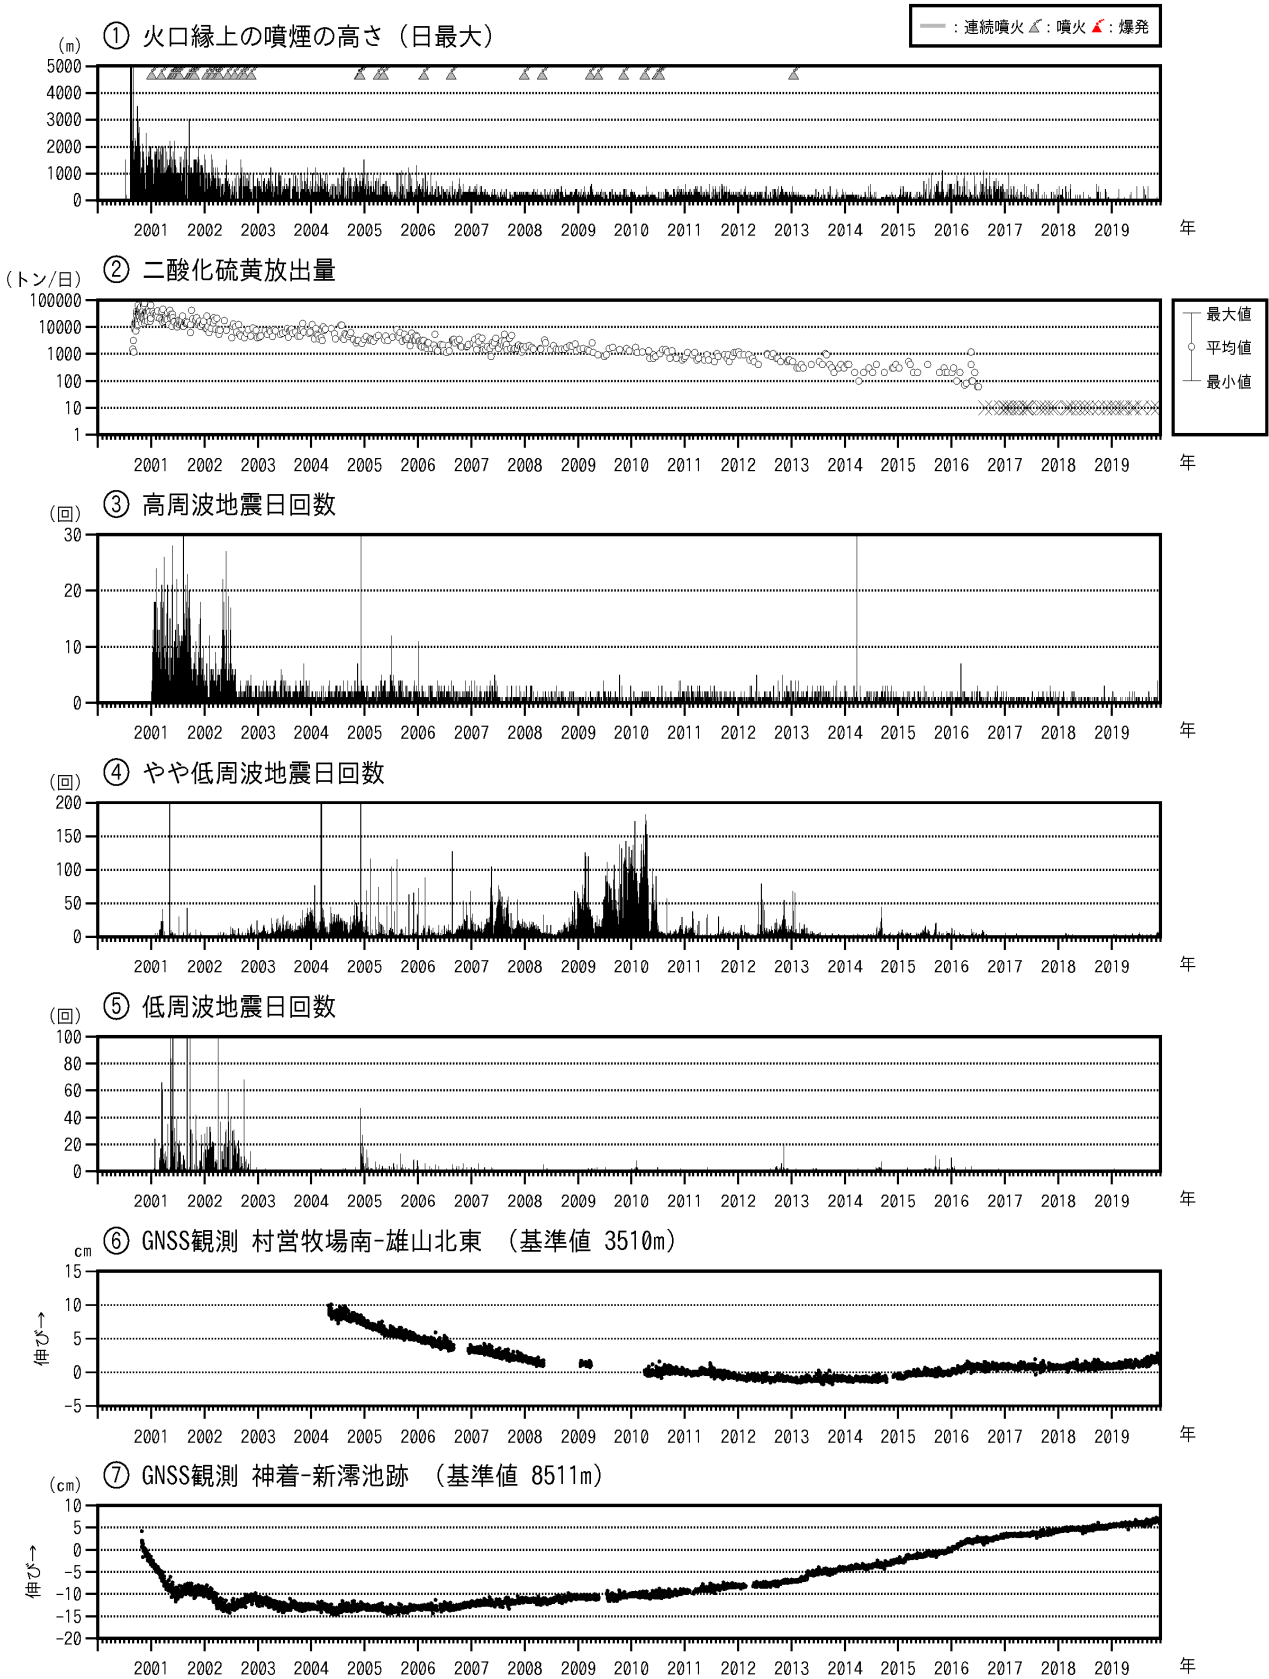 ① 火口縁上の噴煙の高さ（日最大）
：連続噴火 ：噴火 ：爆発
(m)
5000
4000
3000
2000
1000
0
2001 2002 2003 2004 2005 2006 2007 2008 2009 2010 2011 2012 2013 2014 2015 2016 2017 2018 2019 年
② 二酸化硫黄放出量
(トン/日)
100000
10000
1000
100
10
1
最大値
平均値
最小値
2001 2002 2003 2004 2005 2006 2007 2008 2009 2010 2011 2012 2013 2014 2015 2016 2017 2018 2019 年
③ 高周波地震日回数
(回)
30
20
10
0
2001 2002 2003 2004 2005 2006 2007 2008 2009 2010 2011 2012 2013 2014 2015 2016 2017 2018 2019 年
④ やや低周波地震日回数
(回)
200
150
100
50
0
2001 2002 2003 2004 2005 2006 2007 2008 2009 2010 2011 2012 2013 2014 2015 2016 2017 2018 2019 年
⑤ 低周波地震日回数
(回)
100
80
60
40
20
0
2001 2002 2003 2004 2005 2006 2007 2008 2009 2010 2011 2012 2013 2014 2015 2016 2017 2018 2019 年
⑥ GNSS観測 村営牧場南-雄山北東 （基準値 3510m）
cm
15
10
5
0
-5
伸び→
2001 2002 2003 2004 2005 2006 2007 2008 2009 2010 2011 2012 2013 2014 2015 2016 2017 2018 2019 年
⑦ GNSS観測 神着-新澪池跡 （基準値 8511m）
(cm)
10
5
0
-5
-10
-15
-20
伸び→
2001 2002 2003 2004 2005 2006 2007 2008 2009 2010 2011 2012 2013 2014 2015 2016 2017 2018 2019 年